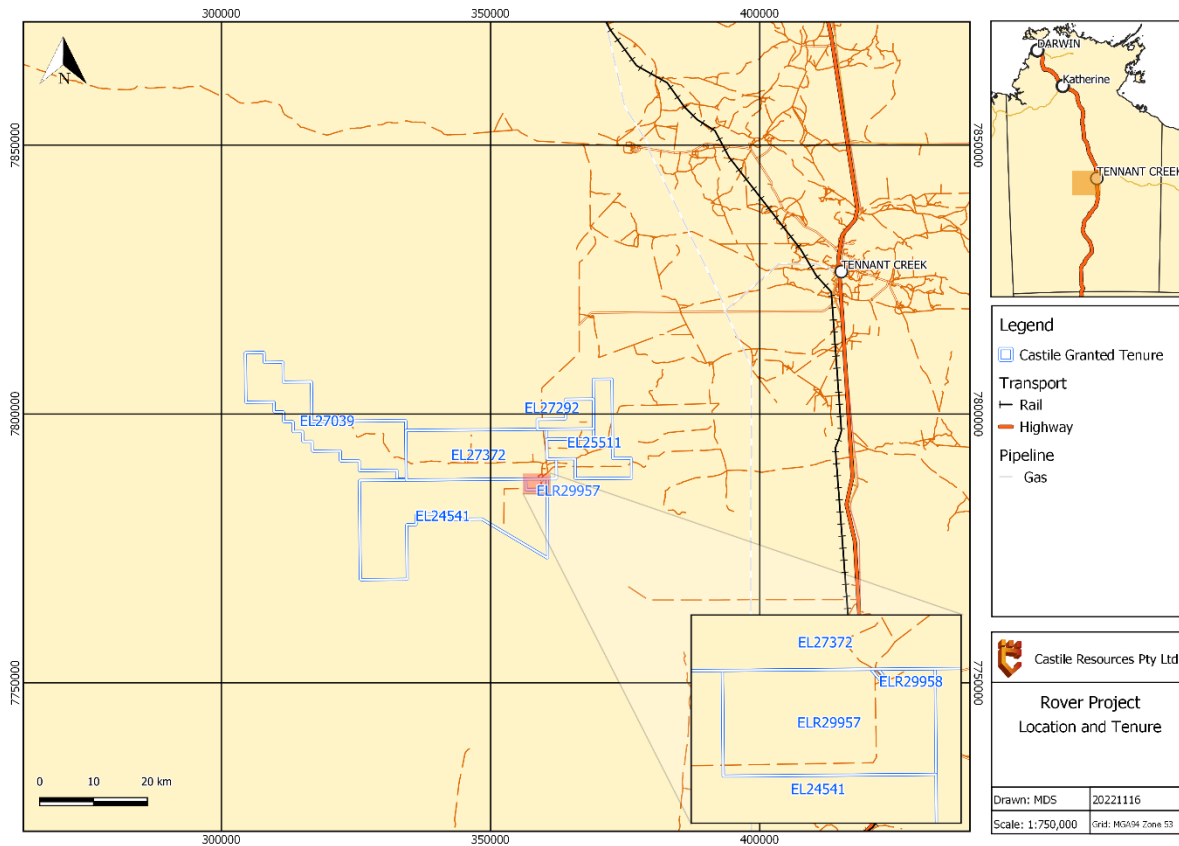 300000
350000
400000
N
7850000
7850000
TENNANT CREEK
7800000
7800000
EL27292
EL27039
EL25511
EL27372
ELR29957
EL24541
EL27372
ELR29958
ELR29957
EL24541
7750000
7750000
0 10 20 km
300000
350000
400000
DARWIN
Katherine
TENNANT CREEK
Legend
Castile Granted Tenure
Transport
Rail
Highway
Pipeline
Gas
Castile Resources Pty Ltd
Rover Project
Location and Tenure
Drawn: MDS
20221116
Scale: 1:750,000
Grid: MGA94 Zone 53